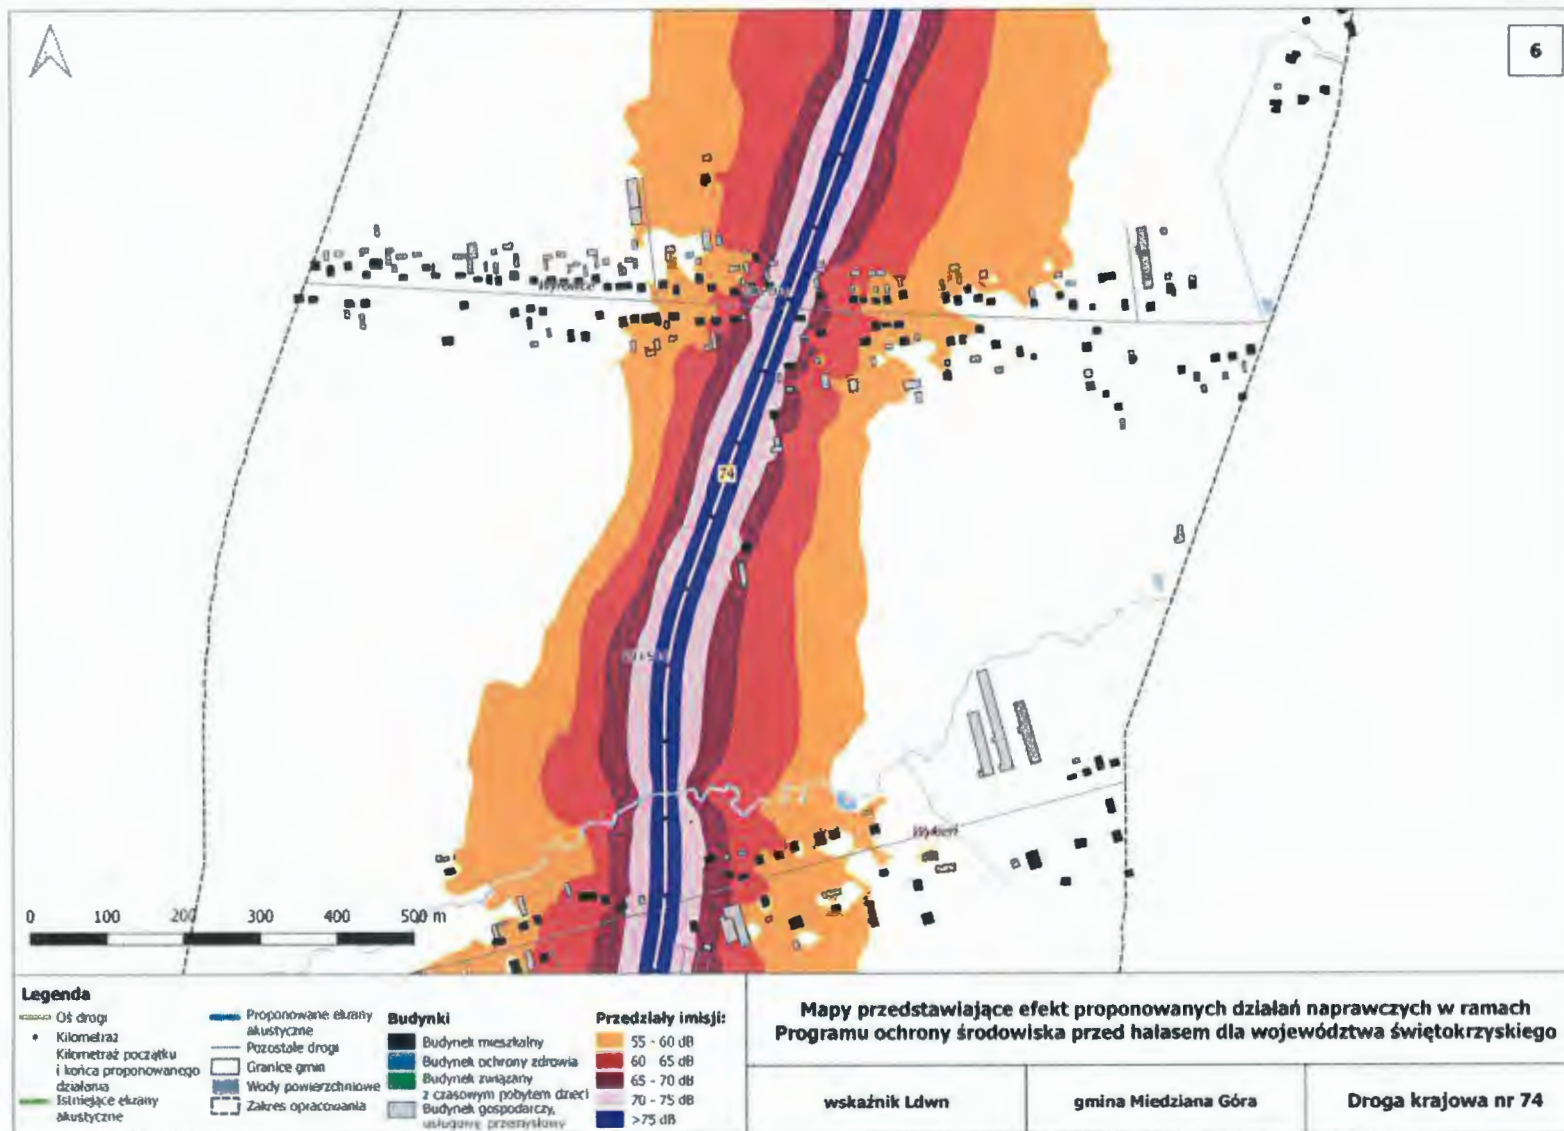 6
Wyrowce
74
Wykień
0 100 200 300 400 500 m
Legenda
Oś drogi
Kilometraż
Kilometraż początku
i końca proponowanego
działania
Istniejące ekrany
akustyczne
Proponowane ekrany
akustyczne
Pozostałe drogi
Granice gmin
Wody powierzchniowe
Zakres opracowania
Budynki
Budynek mieszkalny
Budynek ochrony zdrowia
Budynek związany
z czasowym pobytem dzieci
Budynek gospodarczy,
usługowy, przemysłowy
Przedziały imisji:
55 - 60 dB
60 65 dB
65 - 70 dB
70 - 75 dB
>75 dB
Mapy przedstawiające efekt proponowanych działań naprawczych w ramach
Programu ochrony środowiska przed hałasem dla województwa świętokrzyskiego
wskaźnik Ldwn
gmina Miedziana Góra
Droga krajowa nr 74